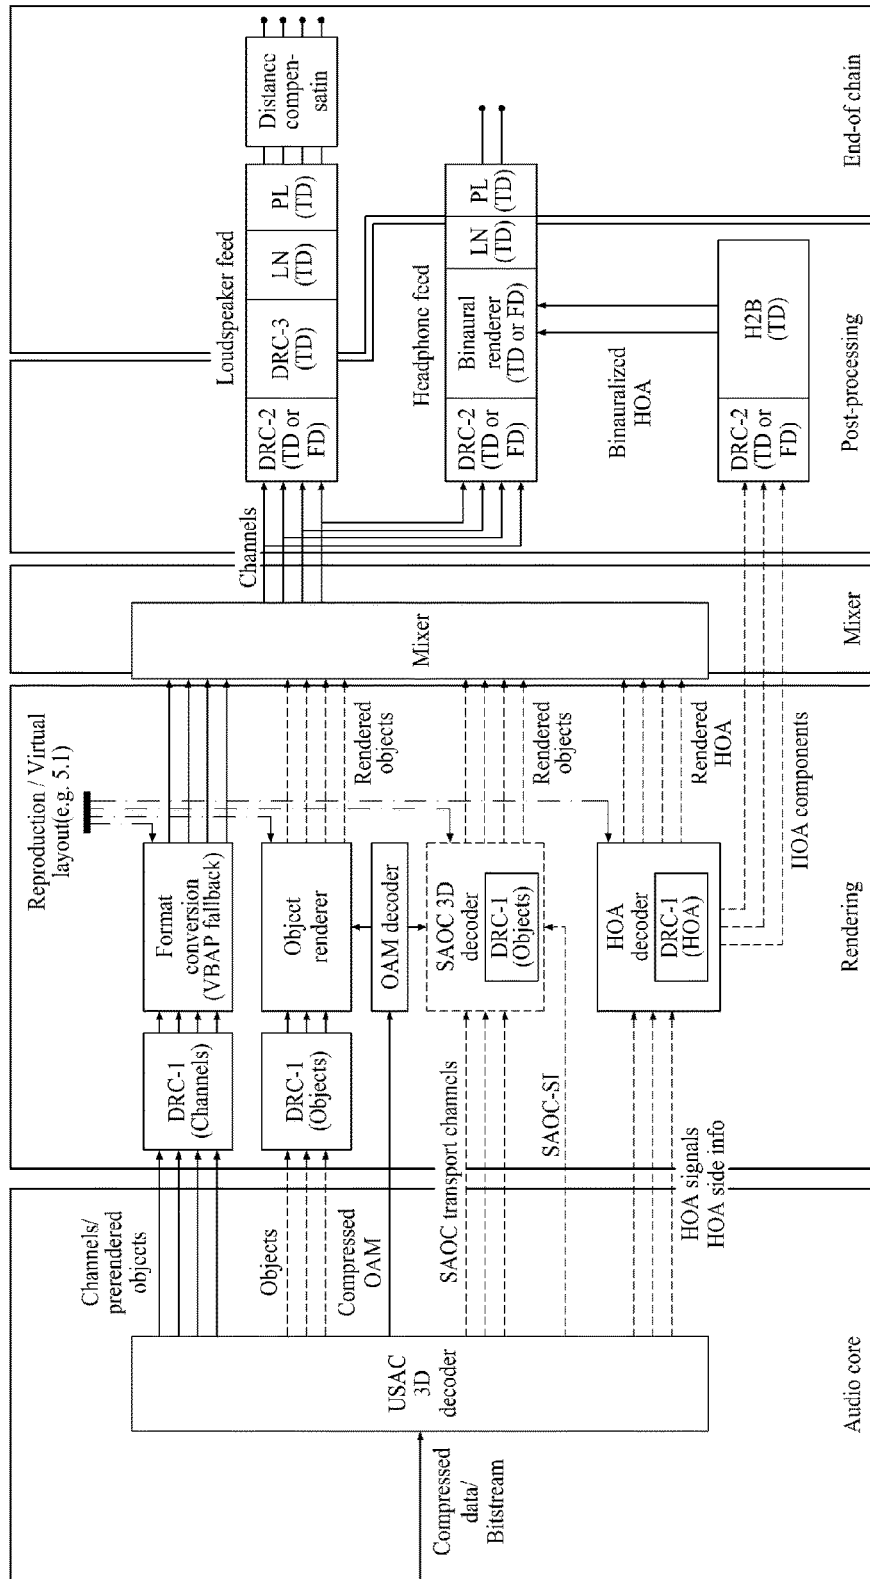 Compressed
data/
Bitstream
USAC
3D
decoder
Audio core
Channels/
prerendered
objects
Objects
Compressed
OAM
SAOC transport channels
SAOC-SI
HOA signals
HOA side info
DRC-1
(Channels)
DRC-1
(Objects)
Reproduction / Virtual
layout(e.g. 5.1)
Format
conversion
(VBAP fallback)
Object
renderer
OAM decoder
SAOC 3D
decoder
DRC-1
(Objects)
HOA
decoder
DRC-1
(HOA)
Rendered
objects
Rendered
objects
Rendered
HOA
HOA components
Rendering
Mixer
Mixer
Channels
Loudspeaker feed
DRC-2
(TD or
FD)
DRC-3
(TD)
LN
(TD)
PL
(TD)
Distance
compen-
satin
Headphone feed
DRC-2
(TD or
FD)
Binaural
renderer
(TD or FD)
LN
(TD)
PL
(TD)
Binauralized
HOA
DRC-2
(TD or
FD)
H2B
(TD)
Post-processing
End-of chain